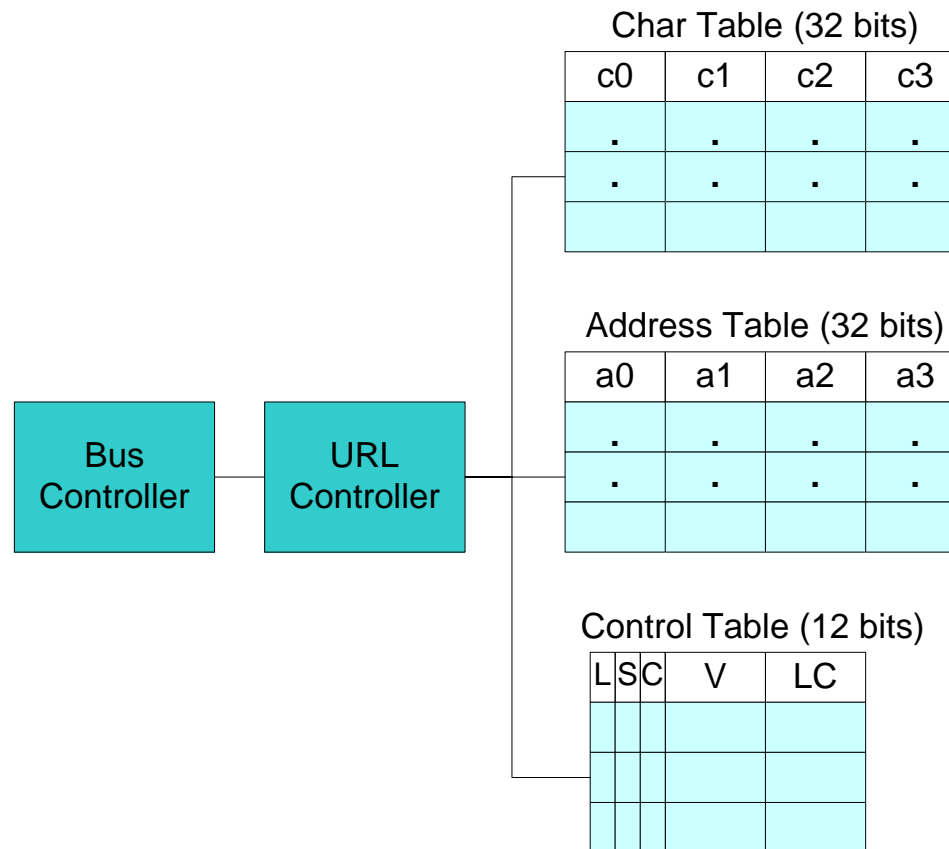 Char Table (32 bits)
c0 c1 c2 c3
. . . .
. . . .
Address Table (32 bits)
a0 a1 a2 a3
. . . .
. . . .
Bus
Controller
URL
Controller
Control Table (12 bits)
L S C V LC